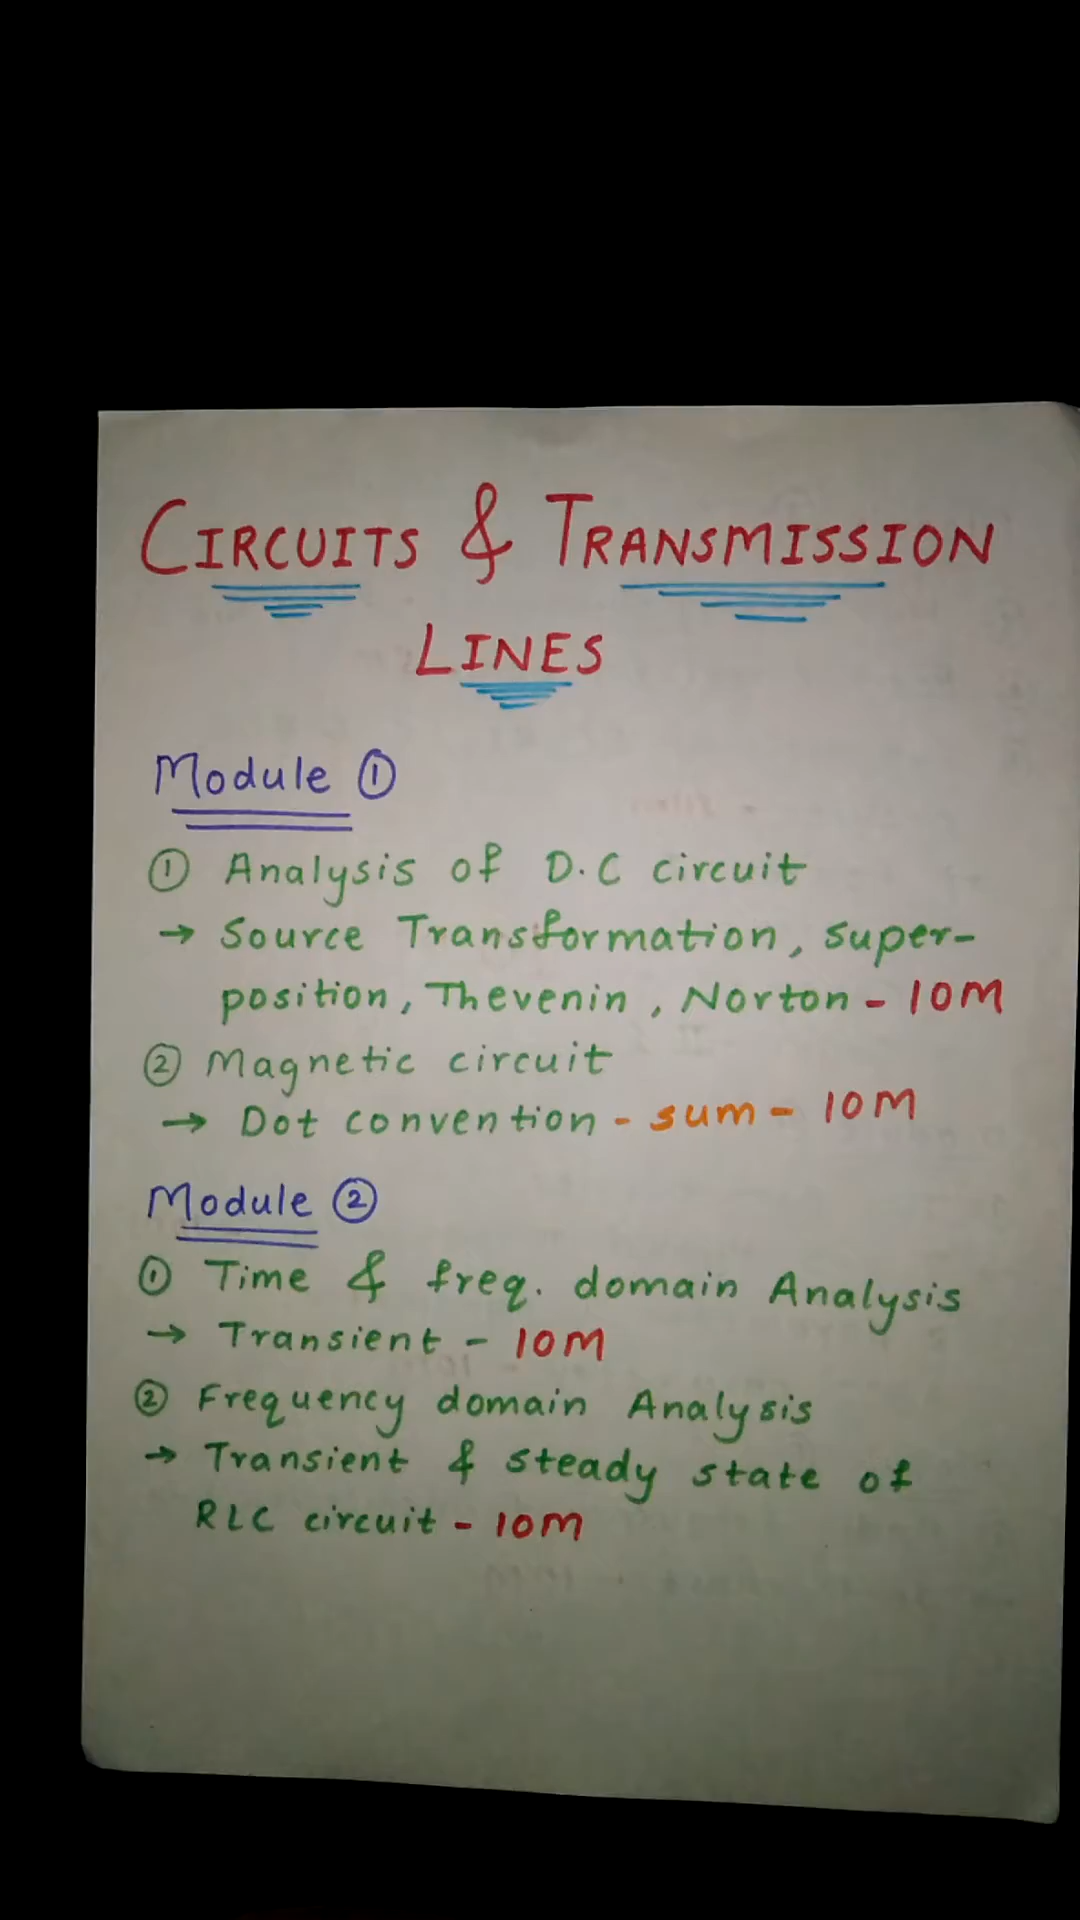 CIRCUITS & TRANSMISSION
LINES
Module ①
① Analysis of D.C circuit
→ Source Transformation, super-
position, Thevenin, Norton - 10M
② Magnetic circuit
→ Dot convention - sum - 10M
Module ②
① Time & freq. domain Analysis
→ Transient - 10M
② Frequency domain Analysis
→ Transient & steady state of
RLC circuit - 10M